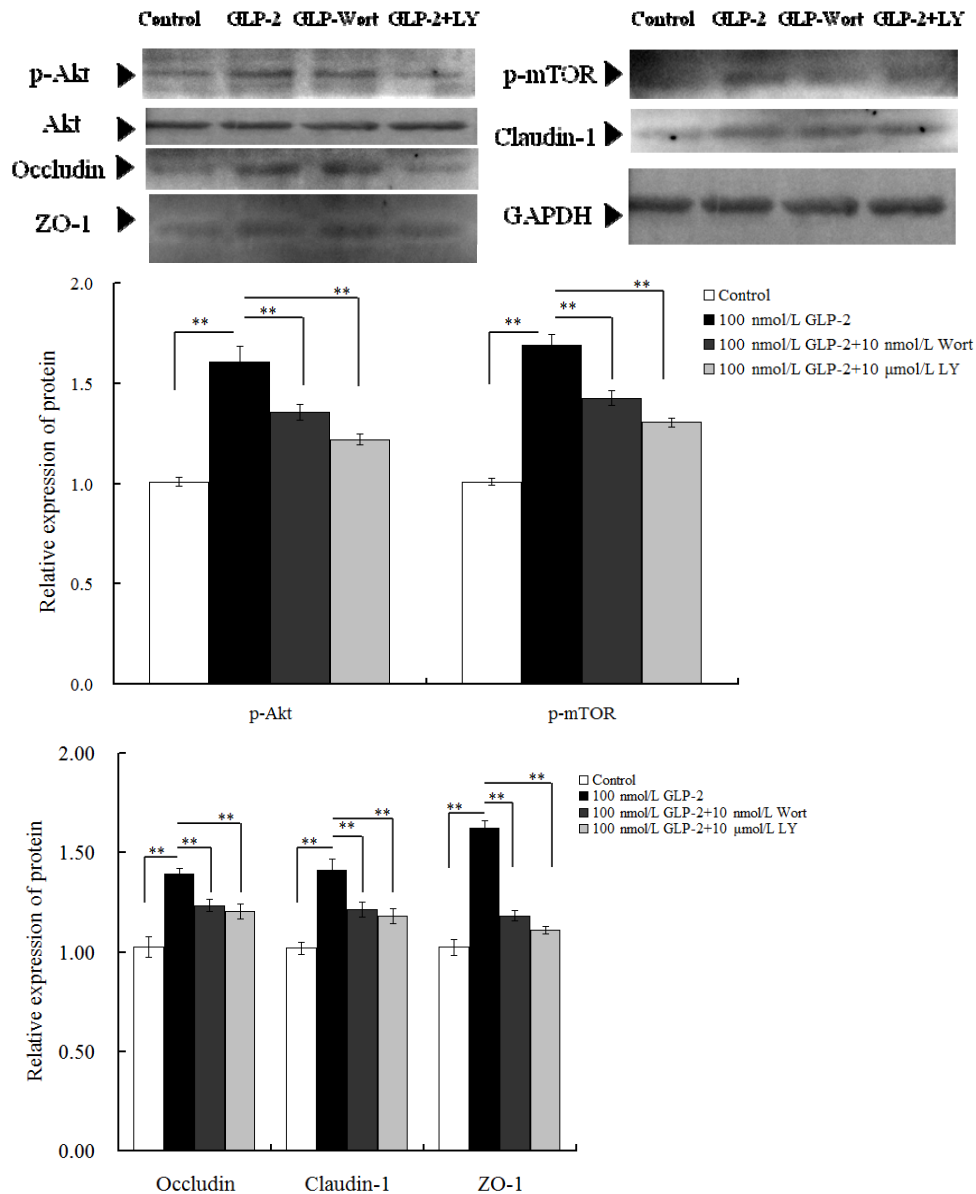 Control GLP-2 GLP-Wort GLP-2+LY
p-Akt
Akt
Occludin
ZO-1
Control GLP-2 GLP-Wort GLP-2+LY
p-mTOR
Claudin-1
GAPDH
Relative expression of protein
2.0
1.5
1.0
0.5
0.0
** ** **
** ** **
p-Akt p-mTOR
Control
100 nmol/L GLP-2
100 nmol/L GLP-2+10 nmol/L Wort
100 nmol/L GLP-2+10 μmol/L LY
Relative expression of protein
2.00
1.50
1.00
0.50
0.00
** ** **
** ** **
** ** **
Occludin Claudin-1 ZO-1
Control
100 nmol/L GLP-2
100 nmol/L GLP-2+10 nmol/L Wort
100 nmol/L GLP-2+10 μmol/L LY